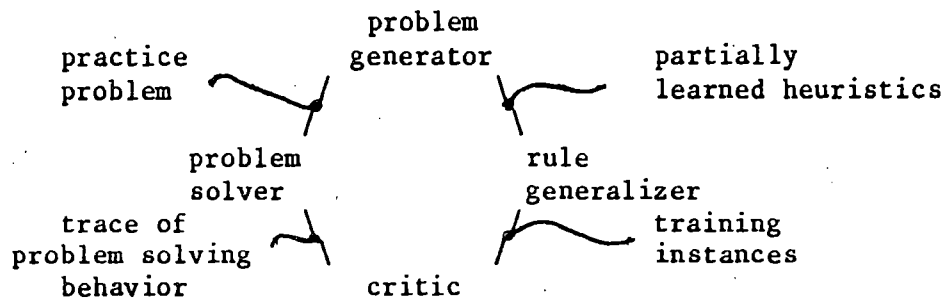 problem
generator
practice
problem
partially
learned heuristics
problem
solver
rule
generalizer
trace of
problem solving
behavior
training
instances
critic